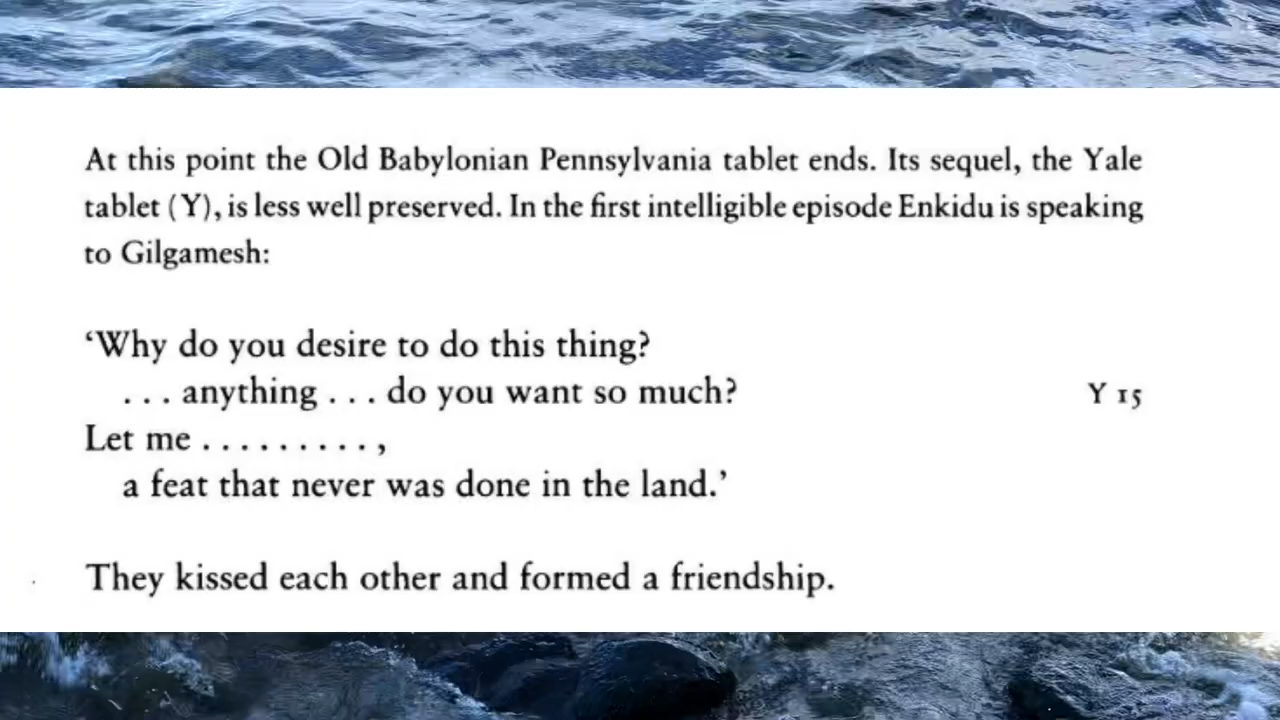 At this point the Old Babylonian Pennsylvania tablet ends. Its sequel, the Yale
tablet (Y), is less well preserved. In the first intelligible episode Enkidu is speaking
to Gilgamesh:
‘Why do you desire to do this thing?
. . . anything . . . do you want so much? Y 15
Let me . . . . . . . . . ,
a feat that never was done in the land.’
They kissed each other and formed a friendship.